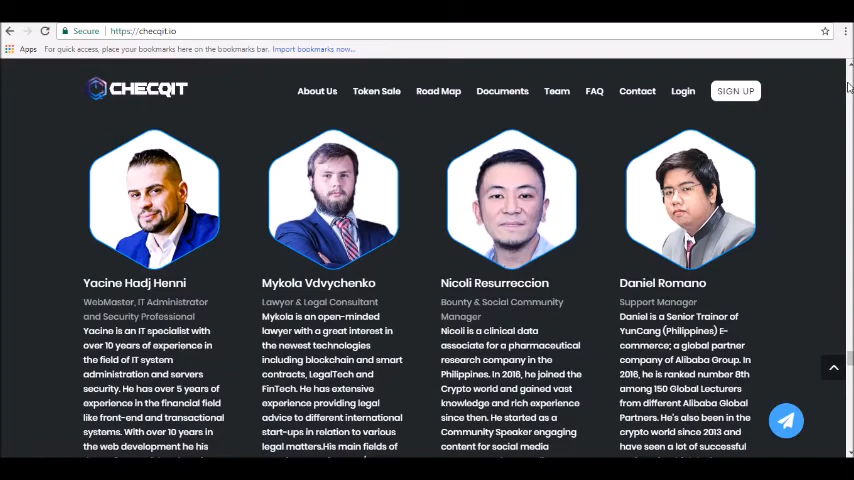 Secure https://checqit.io
Apps For quick access, place your bookmarks here on the bookmarks bar. Import bookmarks now...
CHECQIT About Us Token Sale Road Map Documents Team FAQ Contact Login SIGN UP
Yacine Hadj Henni
WebMaster, IT Administrator
and Security Professional
Yacine is an IT specialist with
over 10 years of experience in
the field of IT system
administration and servers
security. He has over 5 years of
experience in the financial field
like front-end and transactional
systems. With over 10 years in
the web development he his
Mykola Vdvychenko
Lawyer & Legal Consultant
Mykola is an open-minded
lawyer with a great interest in
the newest technologies
including blockchain and smart
contracts, LegalTech and
FinTech. He has extensive
experience providing legal
advice to different international
start-ups in relation to various
legal matters.His main fields of
Nicoli Resurreccion
Bounty & Social Community
Manager
Nicoli is a clinical data
associate for a pharmaceutical
research company in the
Philippines. In 2016, he joined the
Crypto world and gained vast
knowledge and rich experience
since then. He started as a
Community Speaker engaging
content for social media
Daniel Romano
Support Manager
Daniel is a Senior Trainor of
YunCang (Philippines) E-
commerce; a global partner
company of Alibaba Group. In
2016, he is ranked number 8th
among 150 Global Lecturers
from different Alibaba Global
Partners. He's also been in the
crypto world since 2013 and
have seen a lot of successful